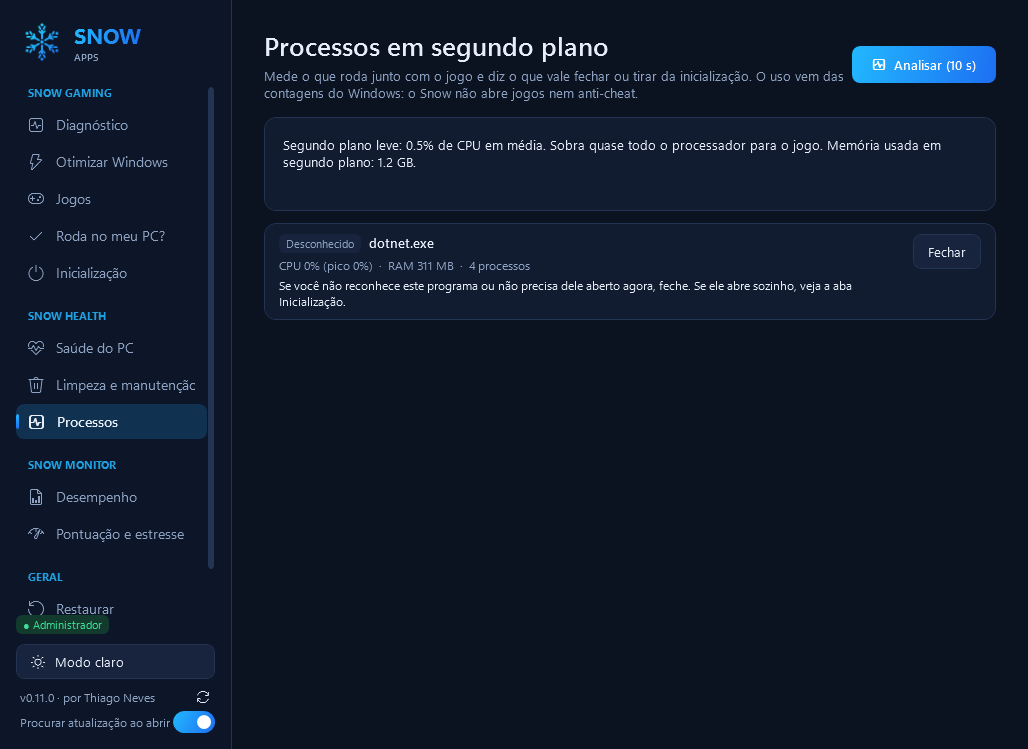 SNOW
APPS
SNOW GAMING
Diagnóstico
Otimizar Windows
Jogos
Roda no meu PC?
Inicialização
SNOW HEALTH
Saúde do PC
Limpeza e manutençã
Processos
SNOW MONITOR
Desempenho
Pontuação e estresse
GERAL
Restaurar
Administrador
Modo claro
v0.11.0 · por Thiago Neves
Procurar atualização ao abrir
Processos em segundo plano
Mede o que roda junto com o jogo e diz o que vale fechar ou tirar da inicialização. O uso vem das
contagens do Windows: o Snow não abre jogos nem anti-cheat.
Analisar (10 s)
Segundo plano leve: 0.5% de CPU em média. Sobra quase todo o processador para o jogo. Memória usada em
segundo plano: 1.2 GB.
Desconhecido dotnet.exe
CPU 0% (pico 0%) · RAM 311 MB · 4 processos
Se você não reconhece este programa ou não precisa dele aberto agora, feche. Se ele abre sozinho, veja a aba
Inicialização.
Fechar